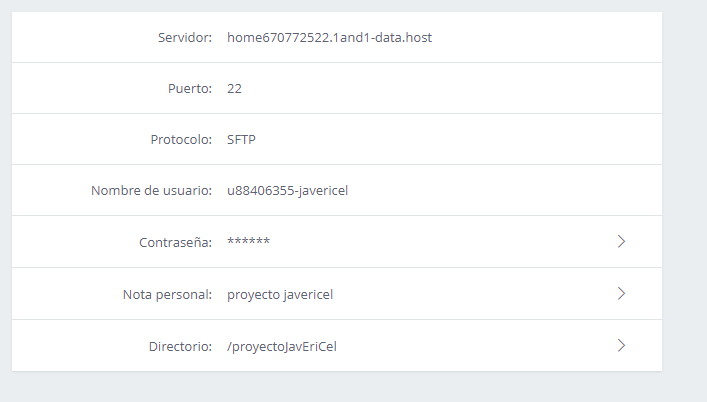 Servidor: home670772522.1and1-data.host
Puerto: 22
Protocolo: SFTP
Nombre de usuario: u88406355-javericel
Contraseña: ******
Nota personal: proyecto javericel
Directorio: /proyectoJavEriCel